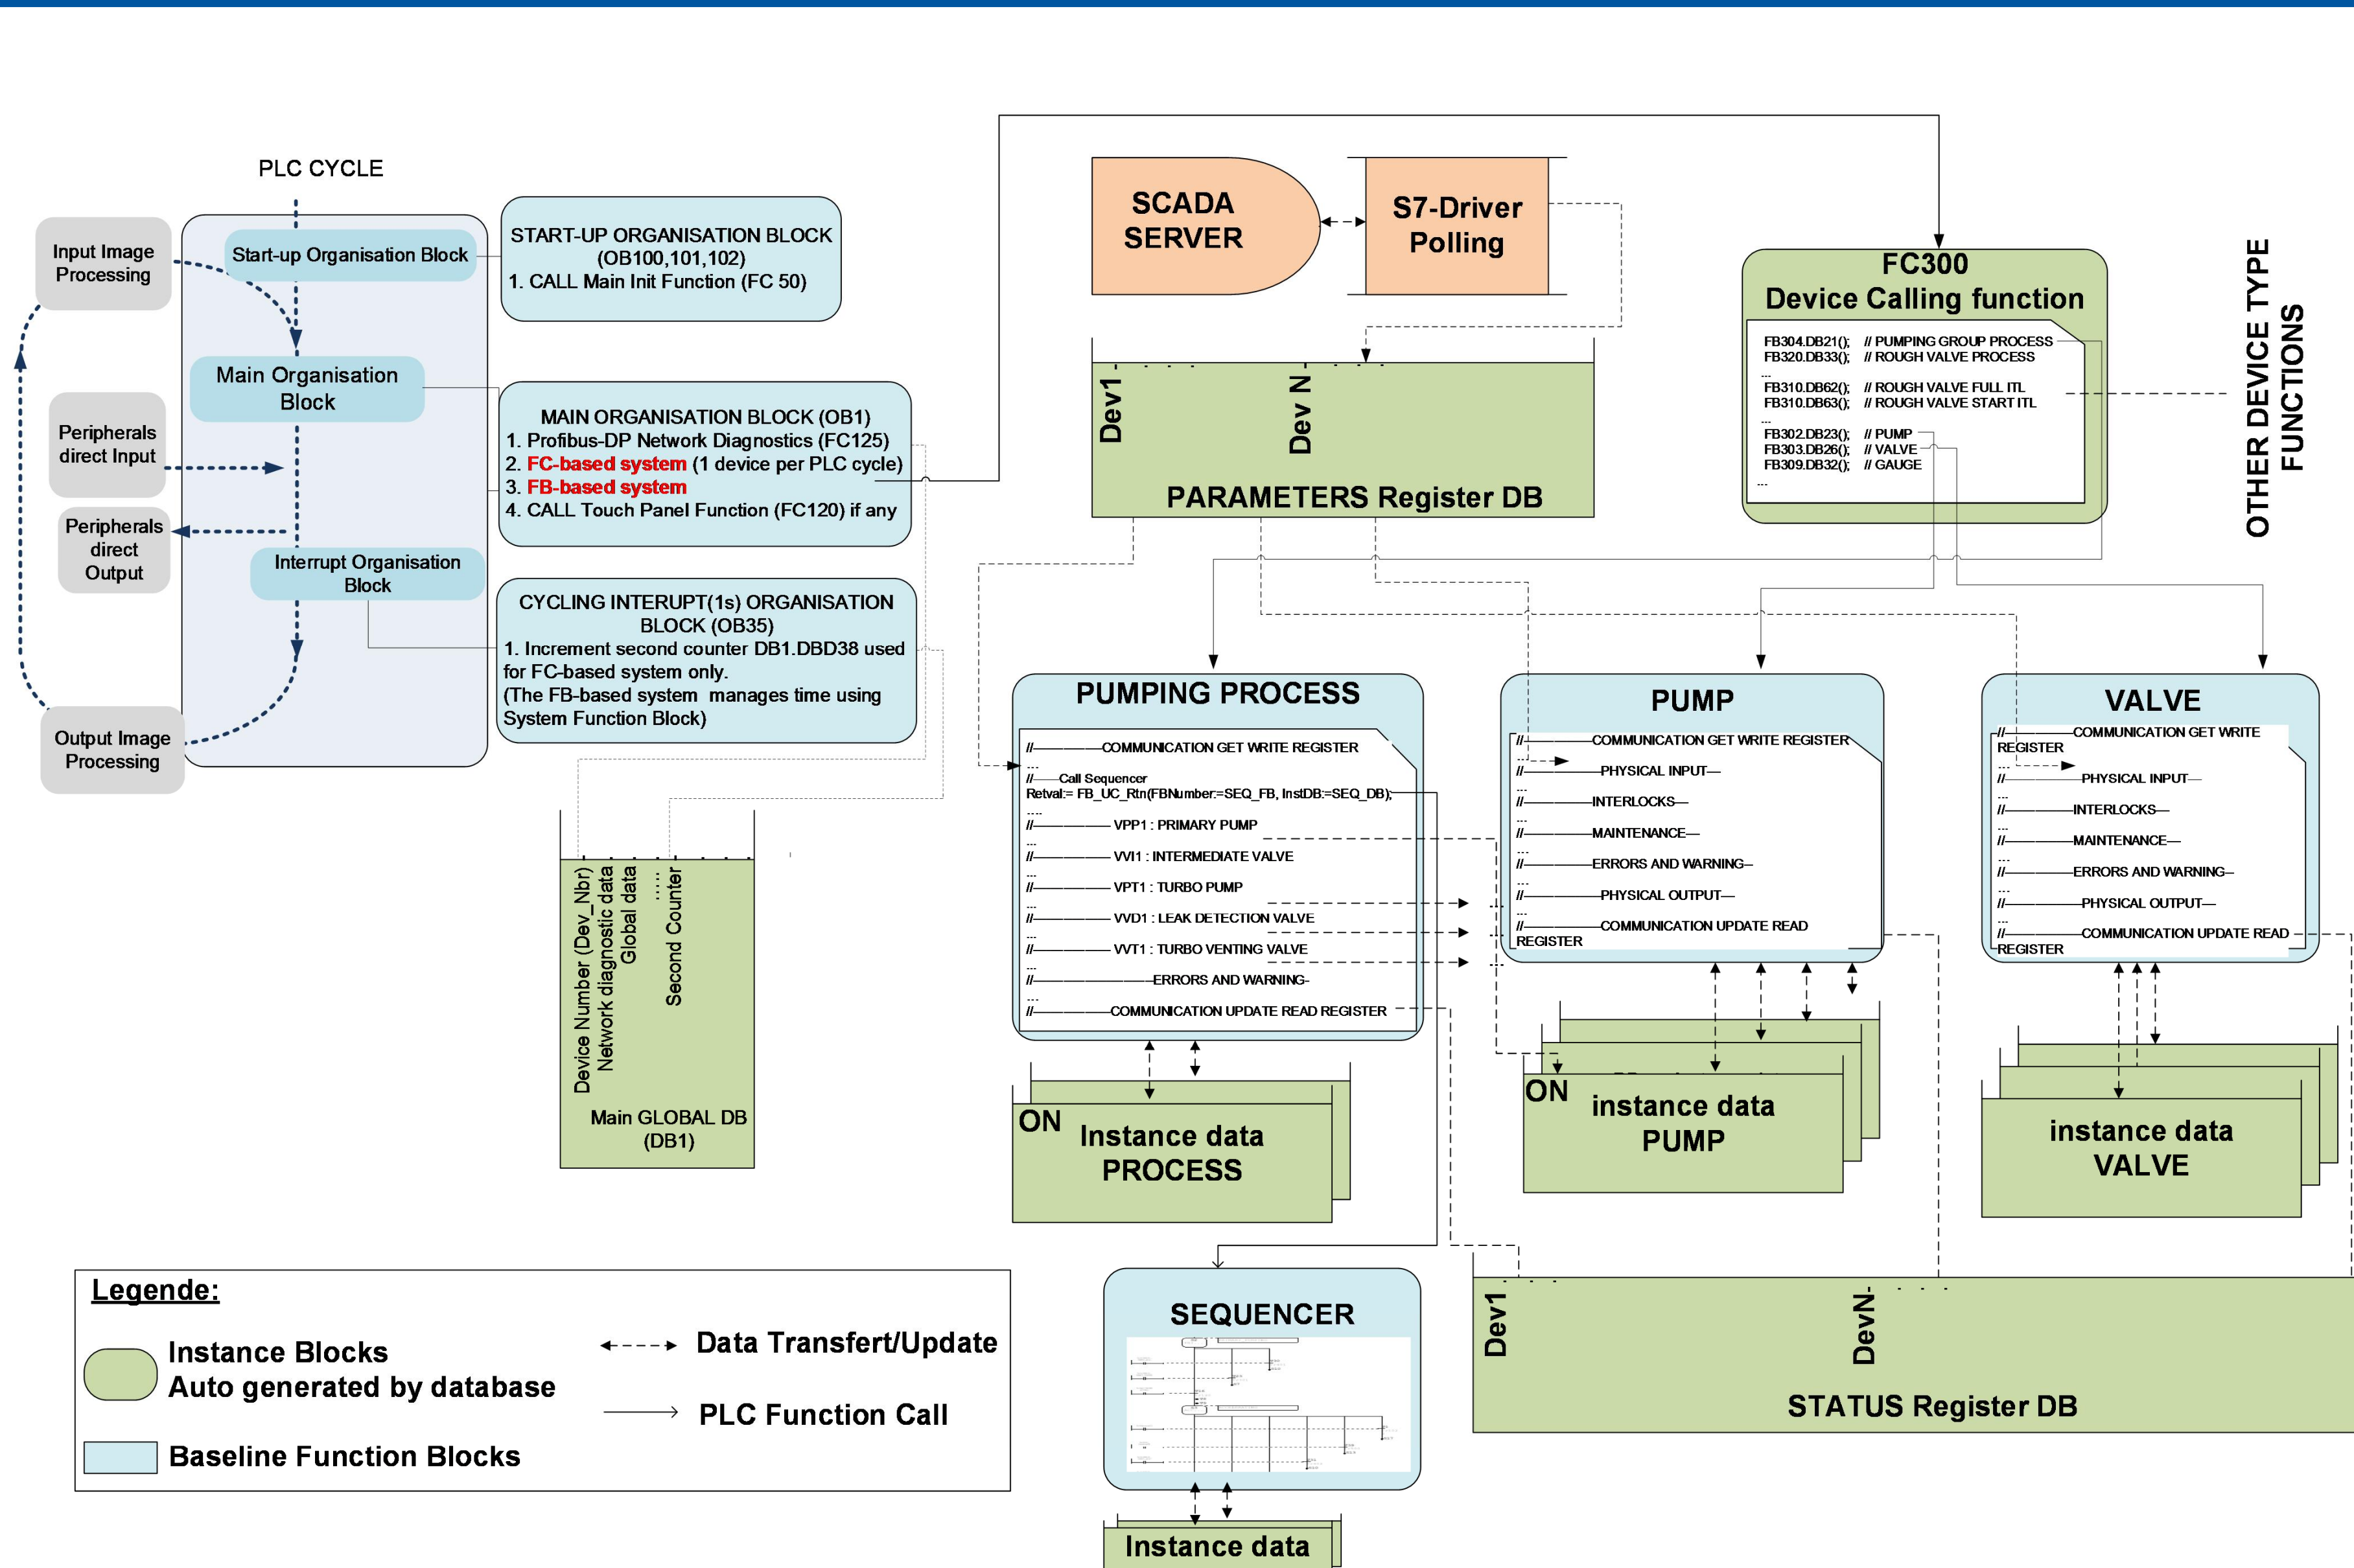 PLC CYCLE
Input Image
Processing
Start-up Organisation Block
Main Organisation
Block
Peripherals
direct Input
Peripherals
direct
Output
Interrupt Organisation
Block
Output Image
Processing
START-UP ORGANISATION BLOCK
(OB100,101,102)
1. CALL Main Init Function (FC 50)
MAIN ORGANISATION BLOCK (OB1)
1. Profibus-DP Network Diagnostics (FC125)
2. FC-based system (1 device per PLC cycle)
3. FB-based system
4. CALL Touch Panel Function (FC120) if any
CYCLING INTERUPT(1s) ORGANISATION
BLOCK (OB35)
1. Increment second counter DB1.DBD38 used
for FC-based system only.
(The FB-based system manages time using
System Function Block)
Device Number (Dev_Nbr)
Network diagnostic data
Global data
.....
Second Counter
Main GLOBAL DB
(DB1)
SCADA
SERVER
S7-Driver
Polling
Dev1
Dev N
PARAMETERS Register DB
FC300
Device Calling function
FB304.DB21(); // PUMPING GROUP PROCESS
FB320.DB33(); // ROUGH VALVE PROCESS
...
FB310.DB62(); // ROUGH VALVE FULL ITL
FB310.DB63(); // ROUGH VALVE START ITL
...
FB302.DB23(); // PUMP
FB303.DB26(); // VALVE
FB309.DB32(); // GAUGE
...
OTHER DEVICE TYPE
FUNCTIONS
PUMPING PROCESS
//—————COMMUNICATION GET WRITE REGISTER
...
//——Call Sequencer
Retval:= FB_UC_Rtn(FBNumber:=SEQ_FB, InstDB:=SEQ_DB);
....
//————— VPP1 : PRIMARY PUMP
...
//————— VVI1 : INTERMEDIATE VALVE
...
//————— VPT1 : TURBO PUMP
...
//————— VVD1 : LEAK DETECTION VALVE
...
//————— VVT1 : TURBO VENTING VALVE
...
//————————ERRORS AND WARNING-
...
//—————COMMUNICATION UPDATE READ REGISTER
ON
Instance data
PROCESS
PUMP
//—————COMMUNICATION GET WRITE REGISTER
...
//—————PHYSICAL INPUT—
...
//—————INTERLOCKS—
...
//—————MAINTENANCE—
...
//—————ERRORS AND WARNING–
...
//—————PHYSICAL OUTPUT—
...
//—————COMMUNICATION UPDATE READ
REGISTER
ON
instance data
PUMP
VALVE
//—————COMMUNICATION GET WRITE
REGISTER
...
//—————PHYSICAL INPUT—
...
//—————INTERLOCKS—
...
//—————MAINTENANCE—
...
//—————ERRORS AND WARNING–
...
//—————PHYSICAL OUTPUT—
...
//—————COMMUNICATION UPDATE READ
REGISTER
instance data
VALVE
SEQUENCER
Instance data
Dev1
DevN
STATUS Register DB
Legende:
Instance Blocks
Auto generated by database
Baseline Function Blocks
Data Transfert/Update
PLC Function Call